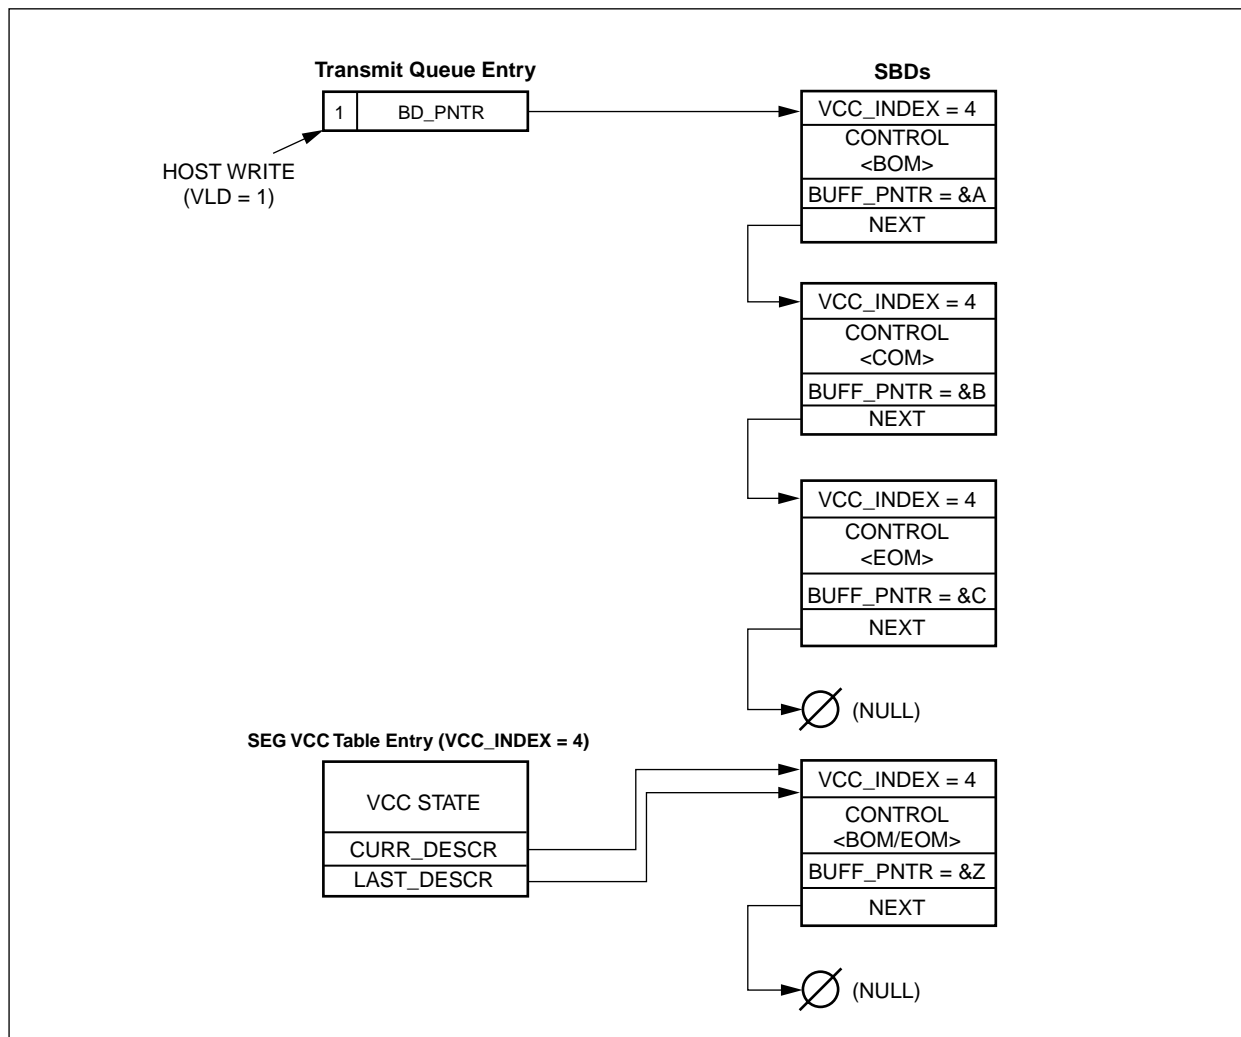 Transmit Queue Entry
SBDs
1 BD_PNTR
HOST WRITE
(VLD = 1)
VCC_INDEX = 4
CONTROL
<BOM>
BUFF_PNTR = &A
NEXT
VCC_INDEX = 4
CONTROL
<COM>
BUFF_PNTR = &B
NEXT
VCC_INDEX = 4
CONTROL
<EOM>
BUFF_PNTR = &C
NEXT
(NULL)
SEG VCC Table Entry (VCC_INDEX = 4)
VCC STATE
CURR_DESCR
LAST_DESCR
VCC_INDEX = 4
CONTROL
<BOM/EOM>
BUFF_PNTR = &Z
NEXT
(NULL)